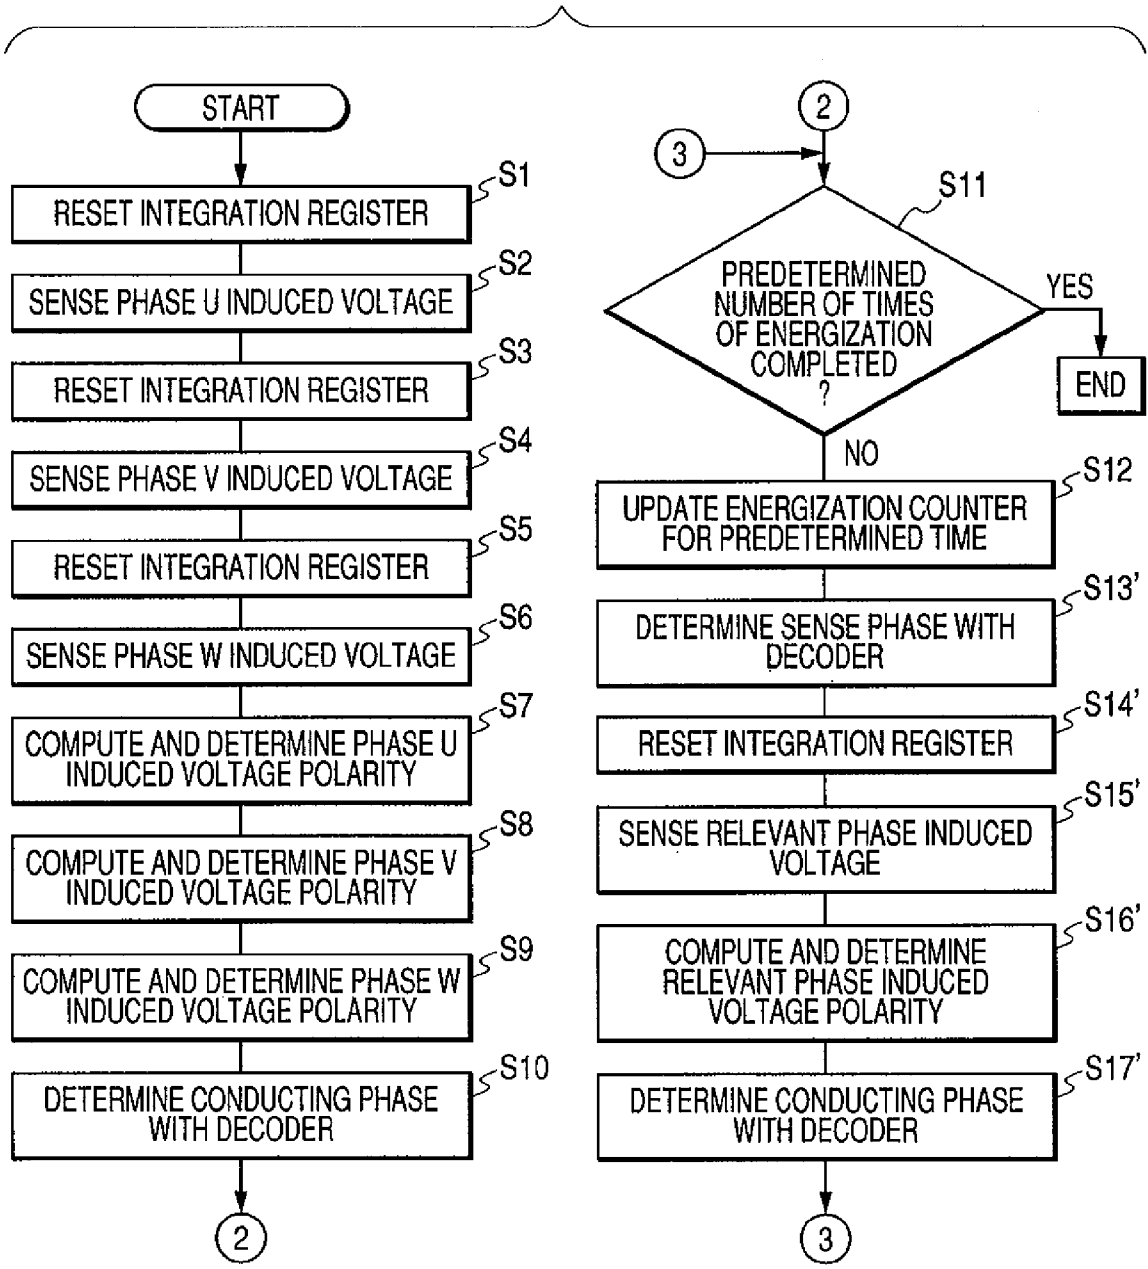 START
S1
RESET INTEGRATION REGISTER
S2
SENSE PHASE U INDUCED VOLTAGE
S3
RESET INTEGRATION REGISTER
S4
SENSE PHASE V INDUCED VOLTAGE
S5
RESET INTEGRATION REGISTER
S6
SENSE PHASE W INDUCED VOLTAGE
S7
COMPUTE AND DETERMINE PHASE U
INDUCED VOLTAGE POLARITY
S8
COMPUTE AND DETERMINE PHASE V
INDUCED VOLTAGE POLARITY
S9
COMPUTE AND DETERMINE PHASE W
INDUCED VOLTAGE POLARITY
S10
DETERMINE CONDUCTING PHASE
WITH DECODER
2
2
3
S11
PREDETERMINED
NUMBER OF TIMES
OF ENERGIZATION
COMPLETED
?
YES
END
NO
S12
UPDATE ENERGIZATION COUNTER
FOR PREDETERMINED TIME
S13'
DETERMINE SENSE PHASE WITH
DECODER
S14'
RESET INTEGRATION REGISTER
S15'
SENSE RELEVANT PHASE INDUCED
VOLTAGE
S16'
COMPUTE AND DETERMINE
RELEVANT PHASE INDUCED
VOLTAGE POLARITY
S17'
DETERMINE CONDUCTING PHASE
WITH DECODER
3